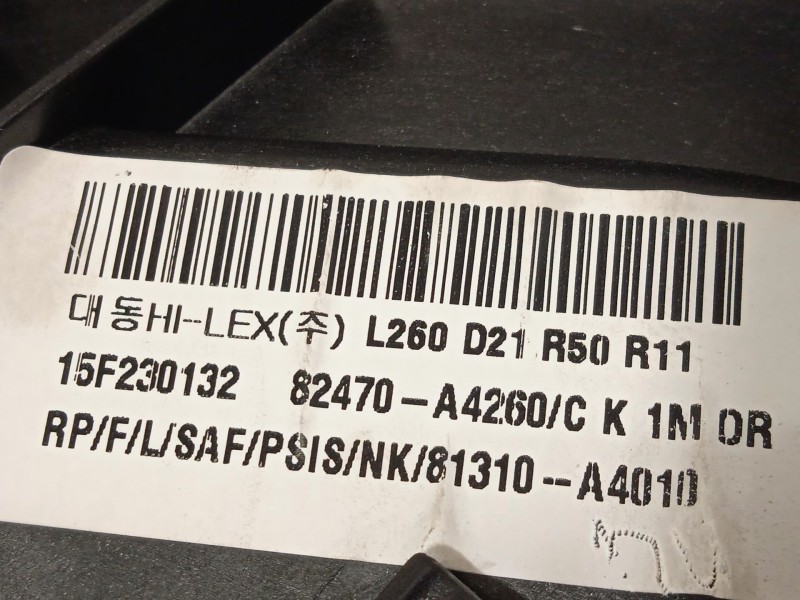 대동HI-LEX(주) L260 D21 R50 R11
15F230132 82470-A4260/C K 1M 0R
RP/F/L/SAF/PSIS/NK/81310--A4010